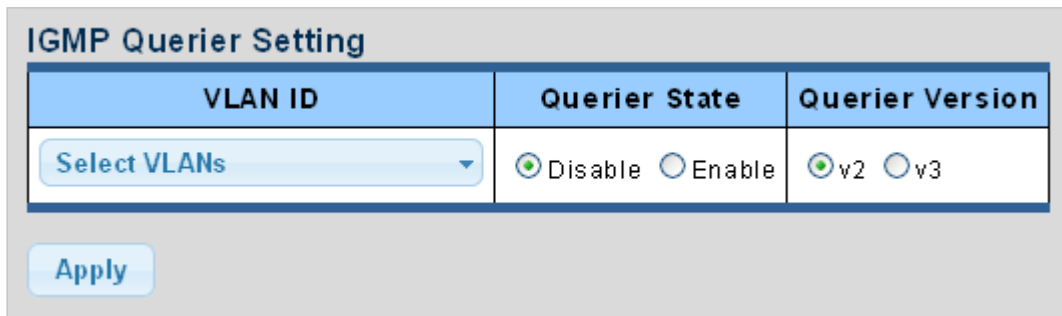 IGMP Querier Setting
VLAN ID Querier State Querier Version
Select VLANs Disable Enable v2 v3
Apply